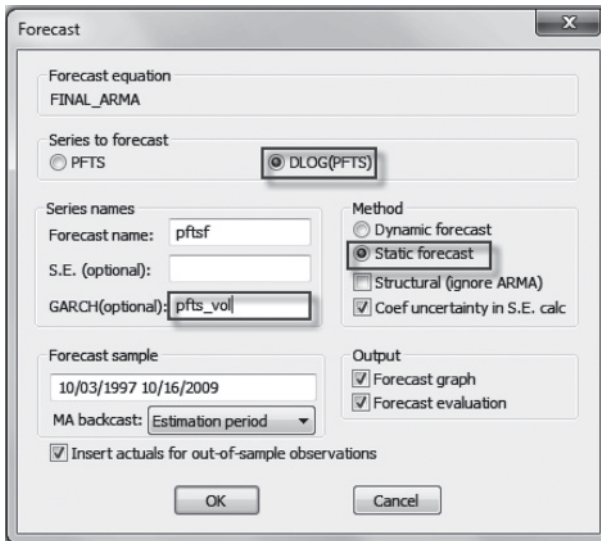 Forecast
x
Forecast equation
FINAL_ARMA
Series to forecast
PFTS
DLOG(PFTS)
Series names
Forecast name: pftsf
S.E. (optional):
GARCH(optional): pfts_vol
Method
Dynamic forecast
Static forecast
Structural (ignore ARMA)
Coef uncertainty in S.E. calc
Forecast sample
10/03/1997 10/16/2009
MA backcast: Estimation period
Output
Forecast graph
Forecast evaluation
Insert actuals for out-of-sample observations
OK
Cancel